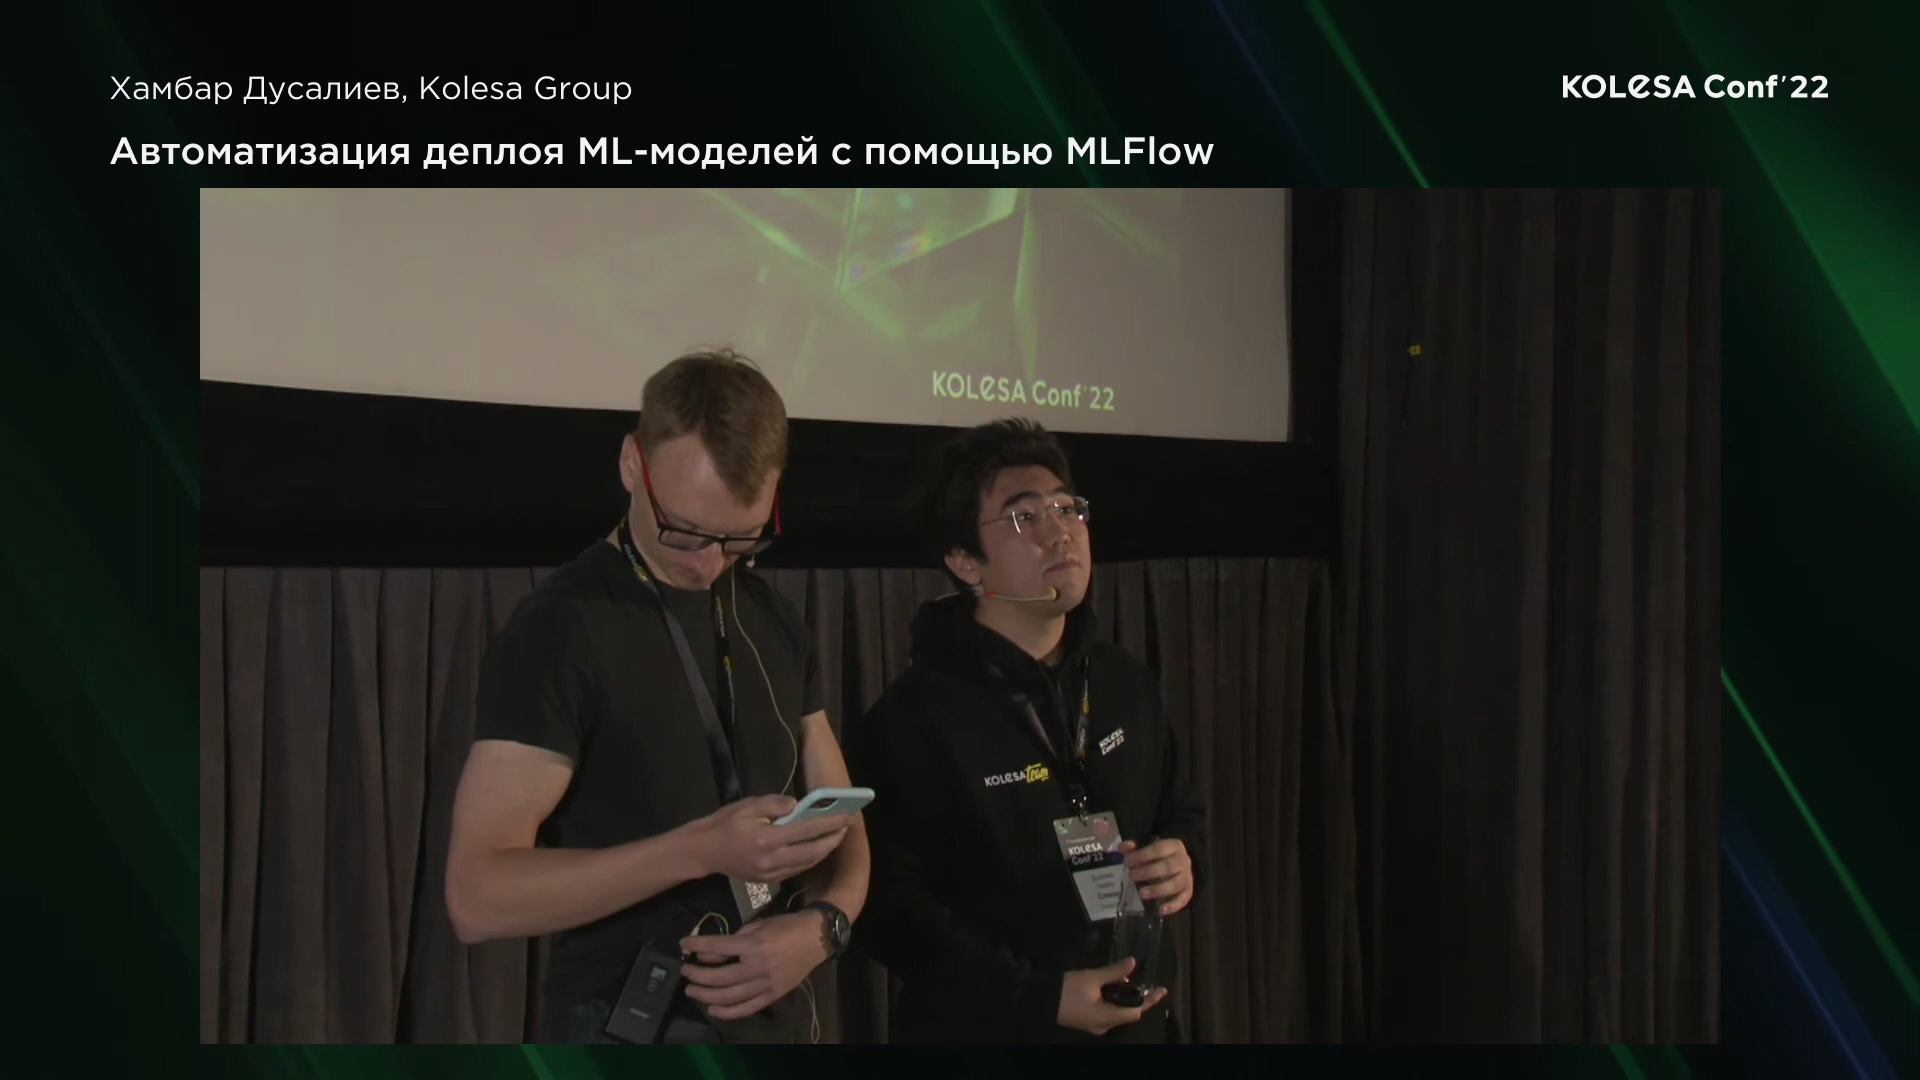 Хамбар Дусалиев, Kolesa Group
KOLESA Conf'22
Автоматизация деплоя ML-моделей с помощью MLFlow
KOLESA Conf'22
KOLESA
Conf'22
KOLESA team
KOLESA
Conf'22